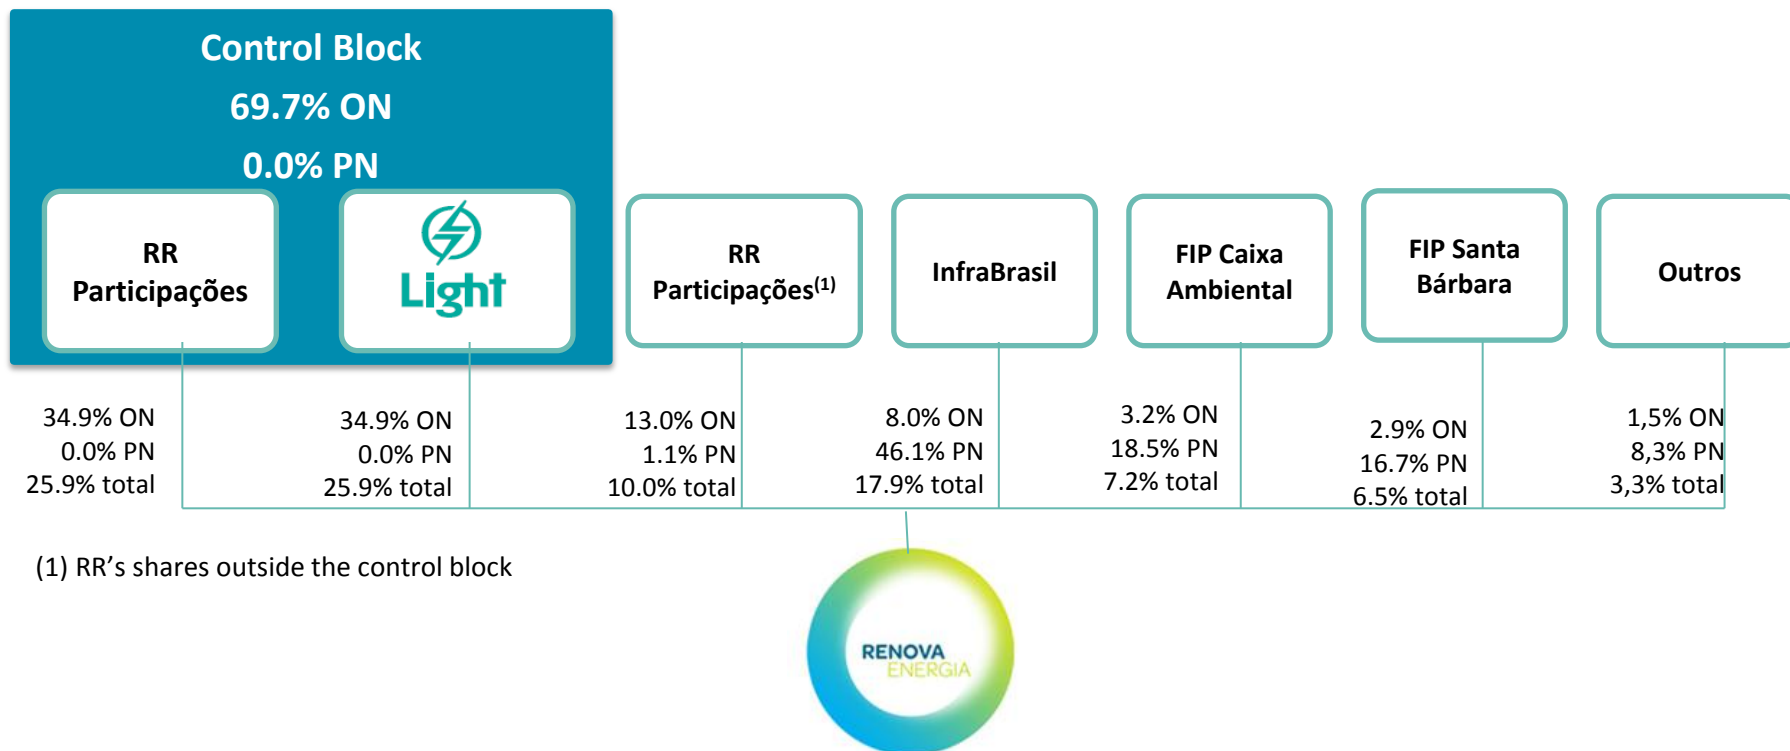 Control Block
69.7% ON
0.0% PN
RR
Participações
Light
RR
Participações(1)
InfraBrasil
FIP Caixa
Ambiental
FIP Santa
Bárbara
Outros
34.9% ON
0.0% PN
25.9% total
34.9% ON
0.0% PN
25.9% total
13.0% ON
1.1% PN
10.0% total
8.0% ON
46.1% PN
17.9% total
3.2% ON
18.5% PN
7.2% total
2.9% ON
16.7% PN
6.5% total
1,5% ON
8,3% PN
3,3% total
(1) RR’s shares outside the control block
RENOVA
ENERGIA